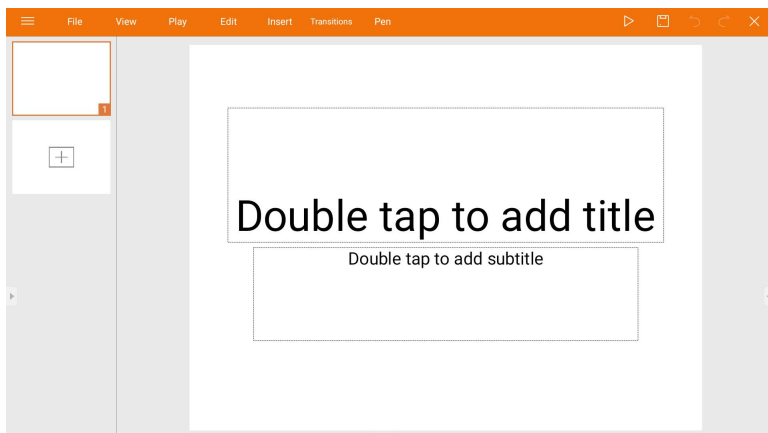 File View Play Edit Insert Transitions Pen
1
Double tap to add title
Double tap to add subtitle